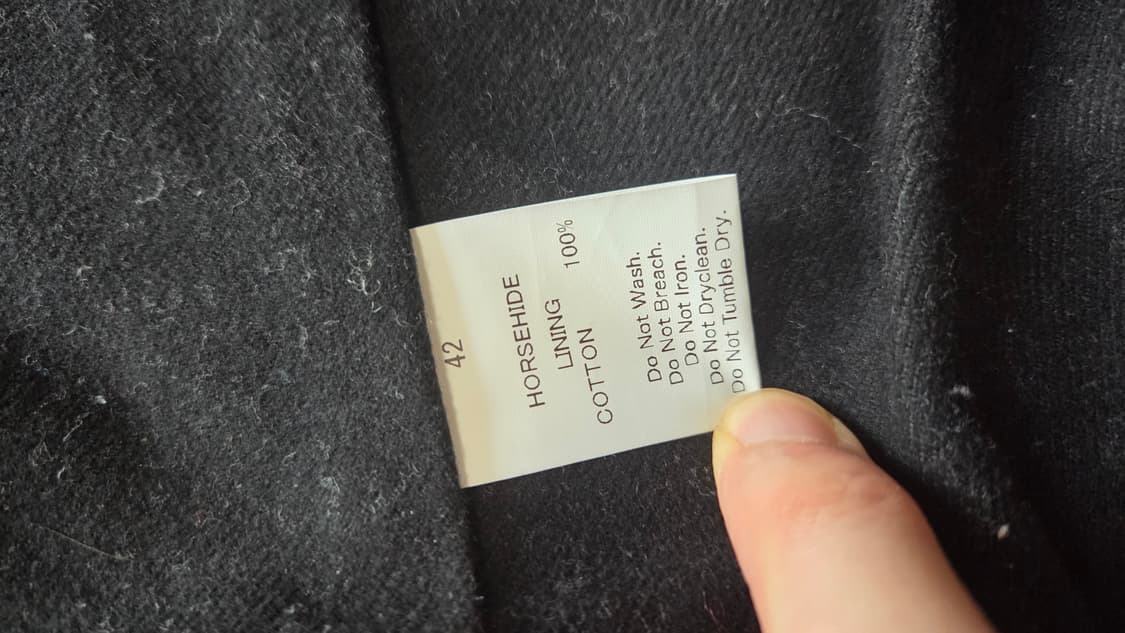 42
HORSEHIDE
LINING
COTTON 100%
Do Not Wash.
Do Not Breach.
Do Not Iron.
Do Not Dryclean.
Do Not Tumble Dry.